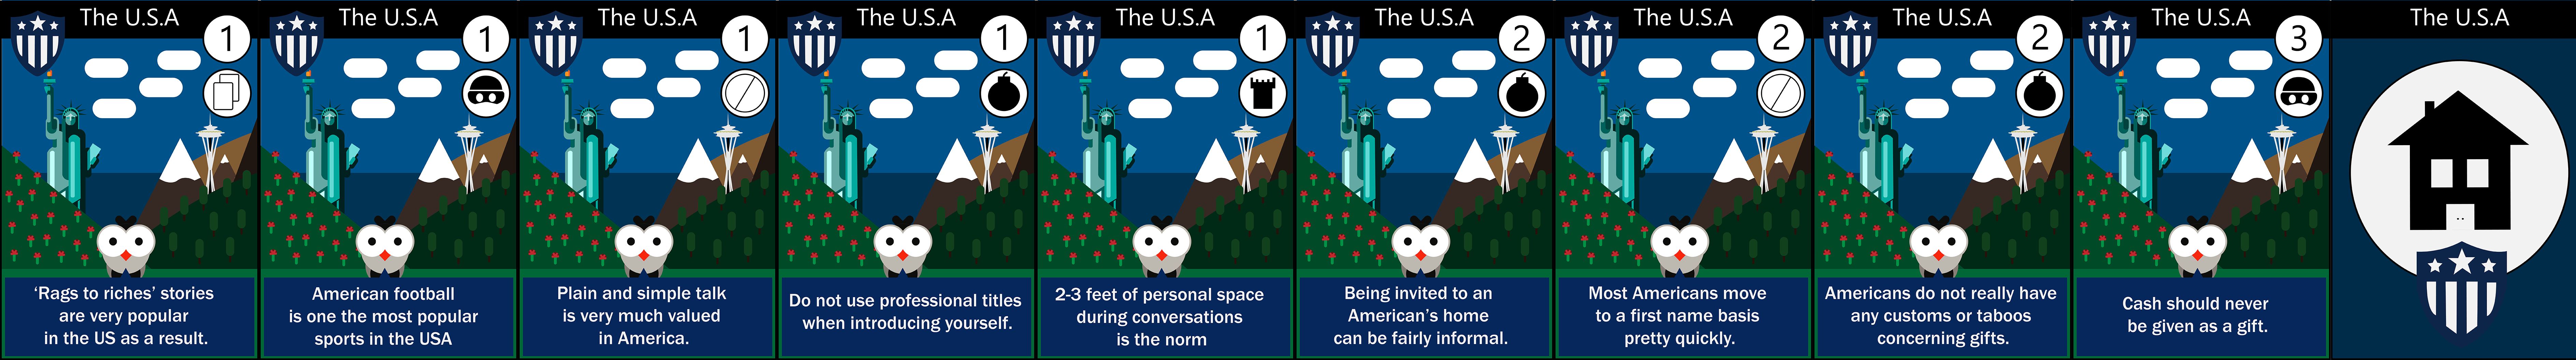 The U.S.A
1
'Rags to riches' stories
are very popular
in the US as a result.
The U.S.A
1
American football
is one the most popular
sports in the USA
The U.S.A
1
Plain and simple talk
is very much valued
in America.
The U.S.A
1
Do not use professional titles
when introducing yourself.
The U.S.A
1
2-3 feet of personal space
during conversations
is the norm
The U.S.A
2
Being invited to an
American's home
can be fairly informal.
The U.S.A
2
Most Americans move
to a first name basis
pretty quickly.
The U.S.A
2
Americans do not really have
any customs or taboos
concerning gifts.
The U.S.A
3
Cash should never
be given as a gift.
The U.S.A